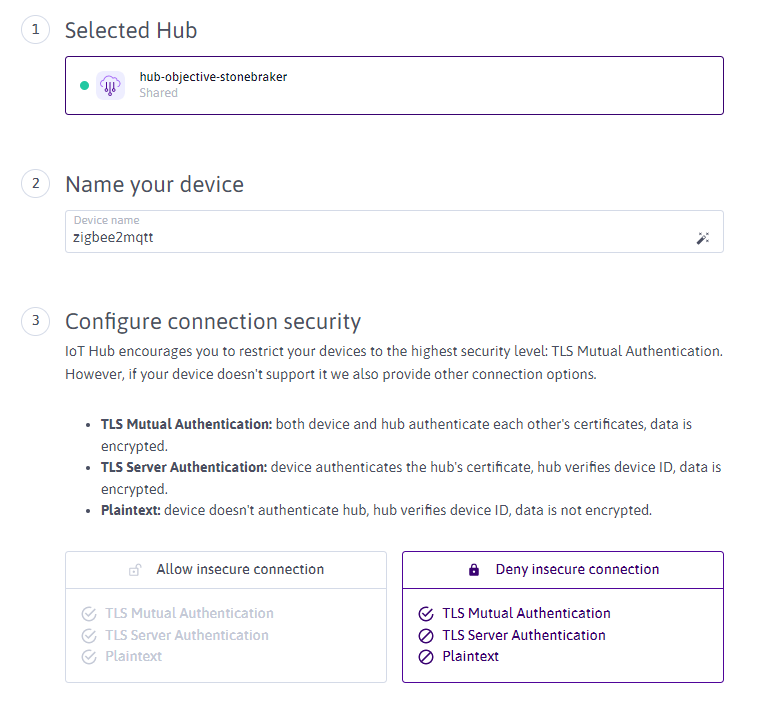 1
Selected Hub
hub-objective-stonebraker
Shared
2
Name your device
Device name
zigbee2mqtt
3
Configure connection security
IoT Hub encourages you to restrict your devices to the highest security level: TLS Mutual Authentication.
However, if your device doesn't support it we also provide other connection options.
• TLS Mutual Authentication: both device and hub authenticate each other's certificates, data is
encrypted.
• TLS Server Authentication: device authenticates the hub's certificate, hub verifies device ID, data is
encrypted.
• Plaintext: device doesn't authenticate hub, hub verifies device ID, data is not encrypted.
Allow insecure connection
TLS Mutual Authentication
TLS Server Authentication
Plaintext
Deny insecure connection
TLS Mutual Authentication
TLS Server Authentication
Plaintext